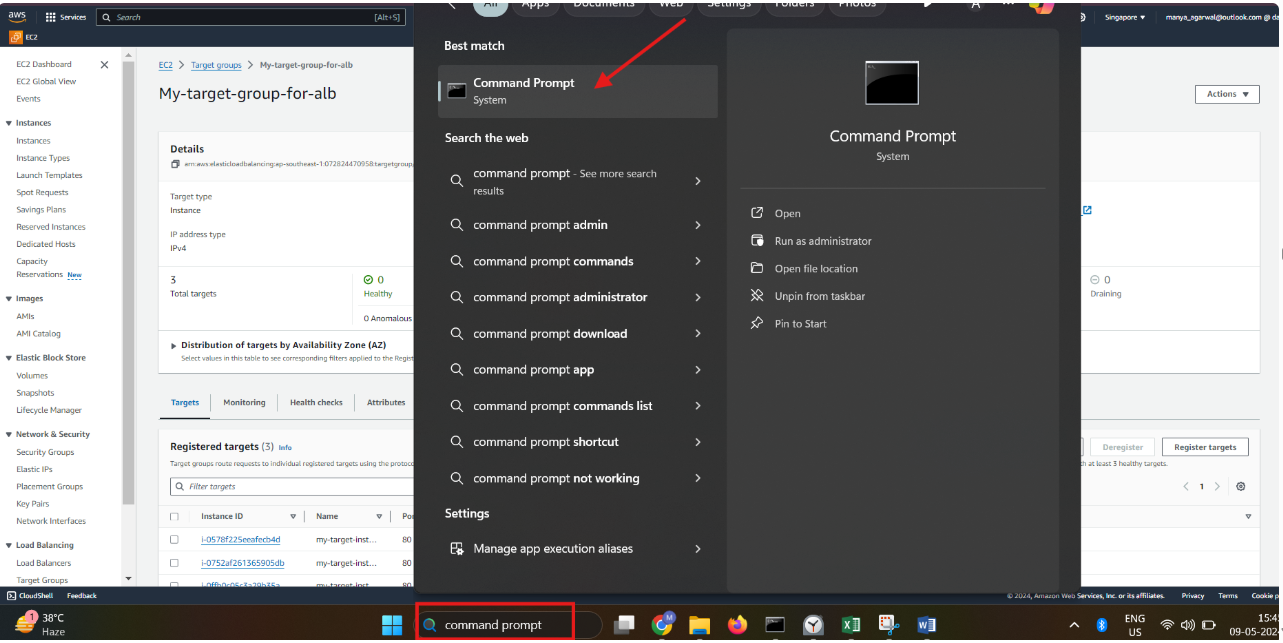 aws
Services
Search
[Alt+S]
Singapore ▼
manya_agarwal@outlook.com @
EC2
EC2 Dashboard
EC2 Global View
Events
Instances
Instances
Instance Types
Launch Templates
Spot Requests
Savings Plans
Reserved Instances
Dedicated Hosts
Capacity
Reservations New
Images
AMIs
AMI Catalog
Elastic Block Store
Volumes
Snapshots
Lifecycle Manager
Network & Security
Security Groups
Elastic IPs
Placement Groups
Key Pairs
Network Interfaces
Load Balancing
Load Balancers
Target Groups
EC2 > Target groups > My-target-group-for-alb
My-target-group-for-alb
Actions ▼
Details
arn:aws:elasticloadbalancing:ap-southeast-1:072824470958:targetgroup/
Target type
Instance
IP address type
IPv4
3
Total targets
0
Healthy
0 Anomalous
0
Draining
Distribution of targets by Availability Zone (AZ)
Select values in this table to see corresponding filters applied to the Regist
Targets
Monitoring
Health checks
Attributes
Registered targets (3) Info
Target groups route requests to individual registered targets using the protoco
Filter targets
Deregister
Register targets
at least 3 healthy targets.
1
Instance ID
Name
Po
i-0578f225eeafecb4d
my-target-inst...
80
i-0752af261365905db
my-target-inst...
80
my-target-inst...
80
All
Apps
Documents
Web
Settings
Folders
Photos
A
Best match
Command Prompt
System
Search the web
command prompt - See more search
results
command prompt admin
command prompt commands
command prompt administrator
command prompt download
command prompt app
command prompt commands list
command prompt shortcut
command prompt not working
Settings
Manage app execution aliases
Command Prompt
System
Open
Run as administrator
Open file location
Unpin from taskbar
Pin to Start
CloudShell
Feedback
© 2024, Amazon Web Services, Inc. or its affiliates.
Privacy
Terms
Cookie p
1
38°C
Haze
command prompt
M
ENG
US
15:4
09-05-202